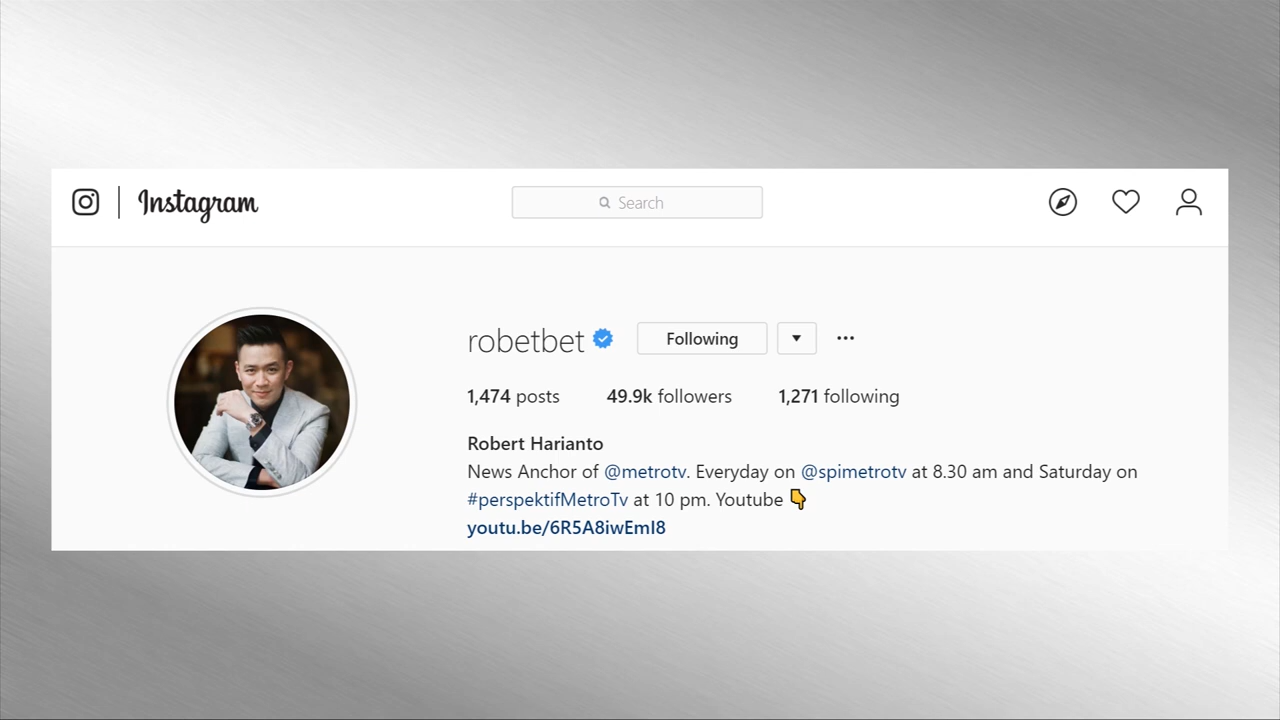 Instagram
Search
robetbet
Following
1,474 posts 49.9k followers 1,271 following
Robert Harianto
News Anchor of @metrotv. Everyday on @spimetrotv at 8.30 am and Saturday on
#perspektifMetroTv at 10 pm. Youtube 👇
youtu.be/6R5A8iwEmI8